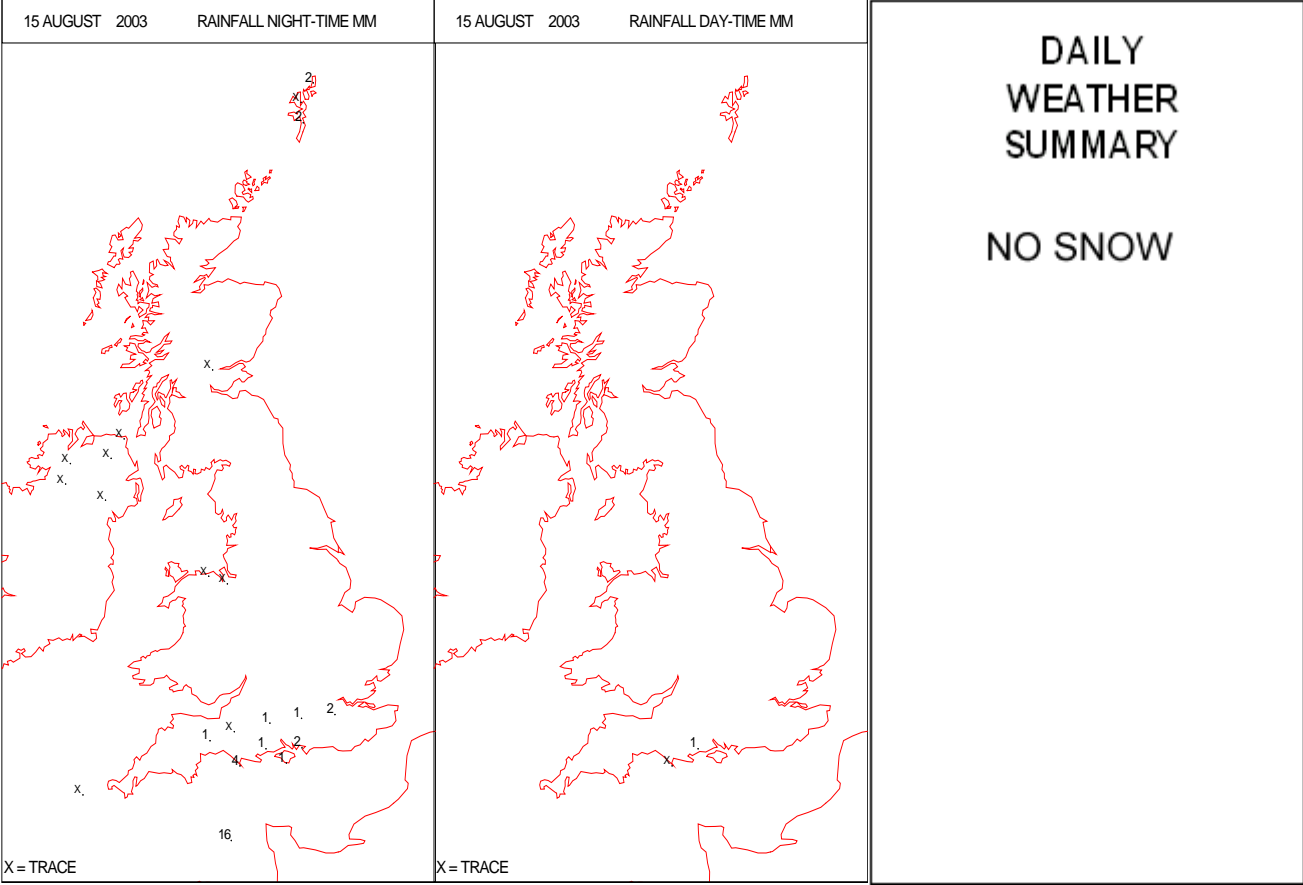 15 AUGUST 2003 RAINFALL NIGHT-TIME MM
2.
X.
2.
X.
X.
X.
X.
X.
X.
X.
X.
2.
1.
1.
X.
1.
1.
2.
4.
1.
X.
16.
X = TRACE
15 AUGUST 2003 RAINFALL DAY-TIME MM
1.
X.
X = TRACE
DAILY
WEATHER
SUMMARY
NO SNOW